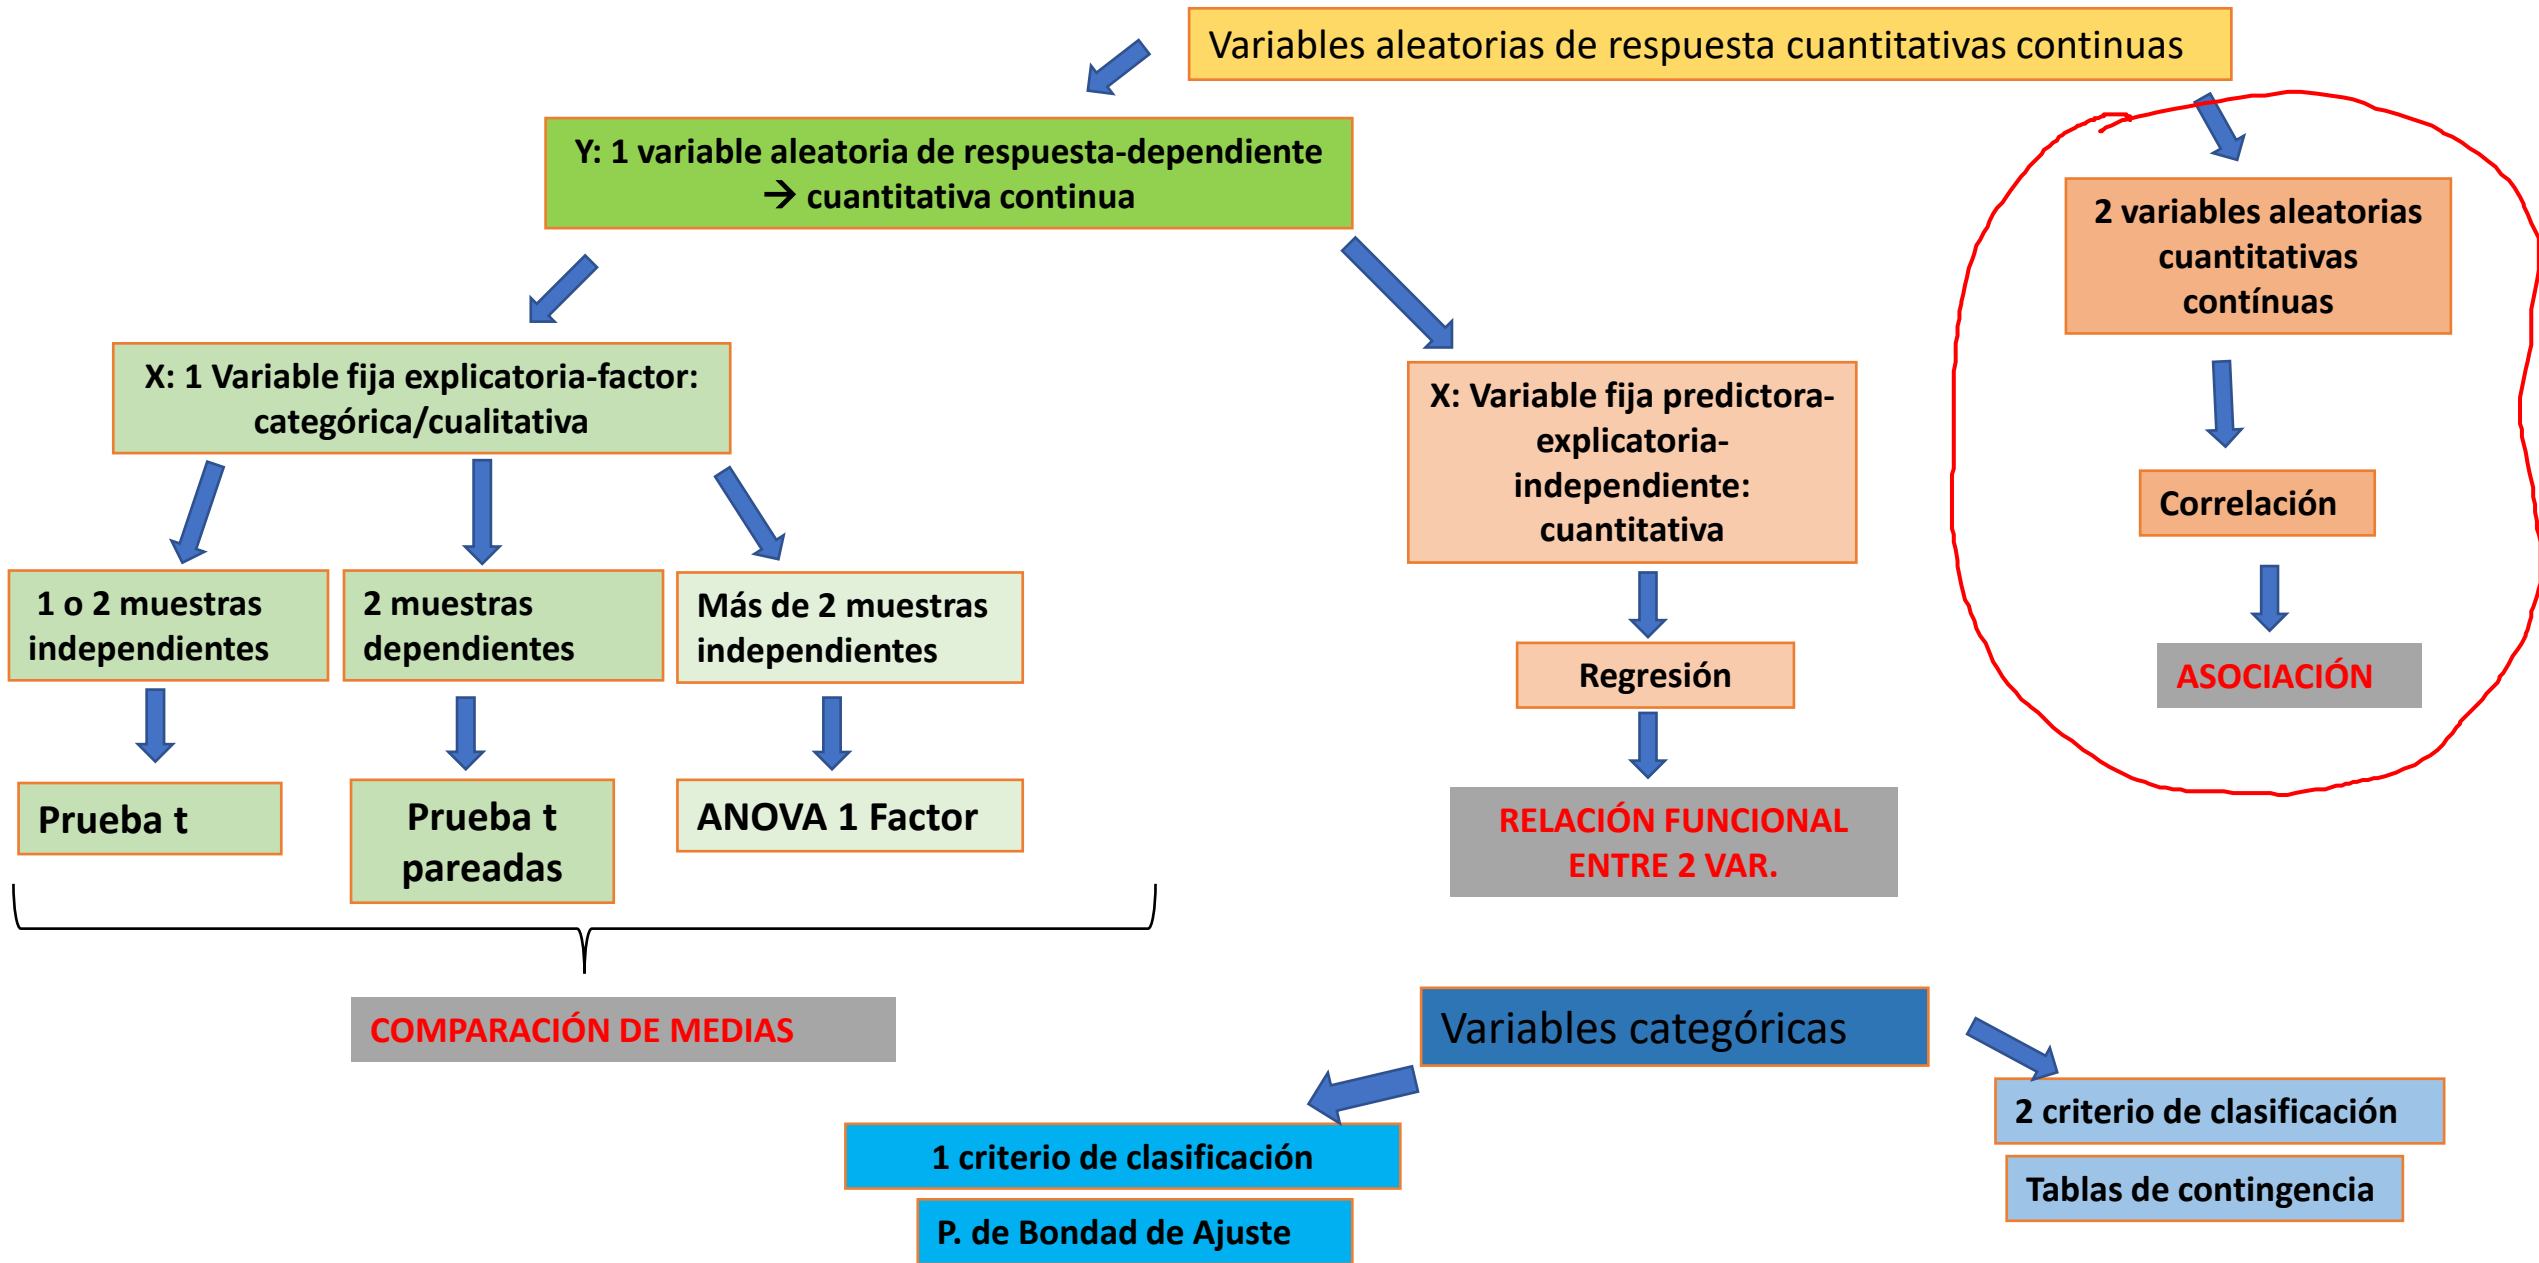 Variables aleatorias de respuesta cuantitativas continuas
Y: 1 variable aleatoria de respuesta-dependiente
→ cuantitativa continua
2 variables aleatorias
cuantitativas
contínuas
X: 1 Variable fija explicatoria-factor:
categórica/cualitativa
X: Variable fija predictora-
explicatoria-
independiente:
cuantitativa
Correlación
1 o 2 muestras
independientes
2 muestras
dependientes
Más de 2 muestras
independientes
Regresión
ASOCIACIÓN
Prueba t
Prueba t
pareadas
ANOVA 1 Factor
RELACIÓN FUNCIONAL
ENTRE 2 VAR.
COMPARACIÓN DE MEDIAS
Variables categóricas
1 criterio de clasificación
P. de Bondad de Ajuste
2 criterio de clasificación
Tablas de contingencia